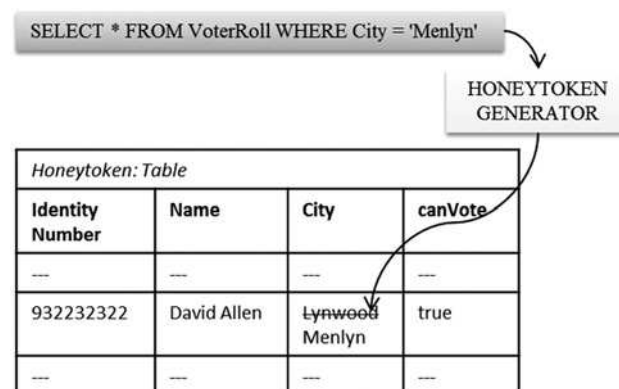 SELECT * FROM VoterRoll WHERE City = 'Menlyn'
HONEYTOKEN
GENERATOR
Honeytoken: Table
Identity Number Name City canVote
--- --- --- ---
932232322 David Allen Lynwood Menlyn true
--- --- --- ---